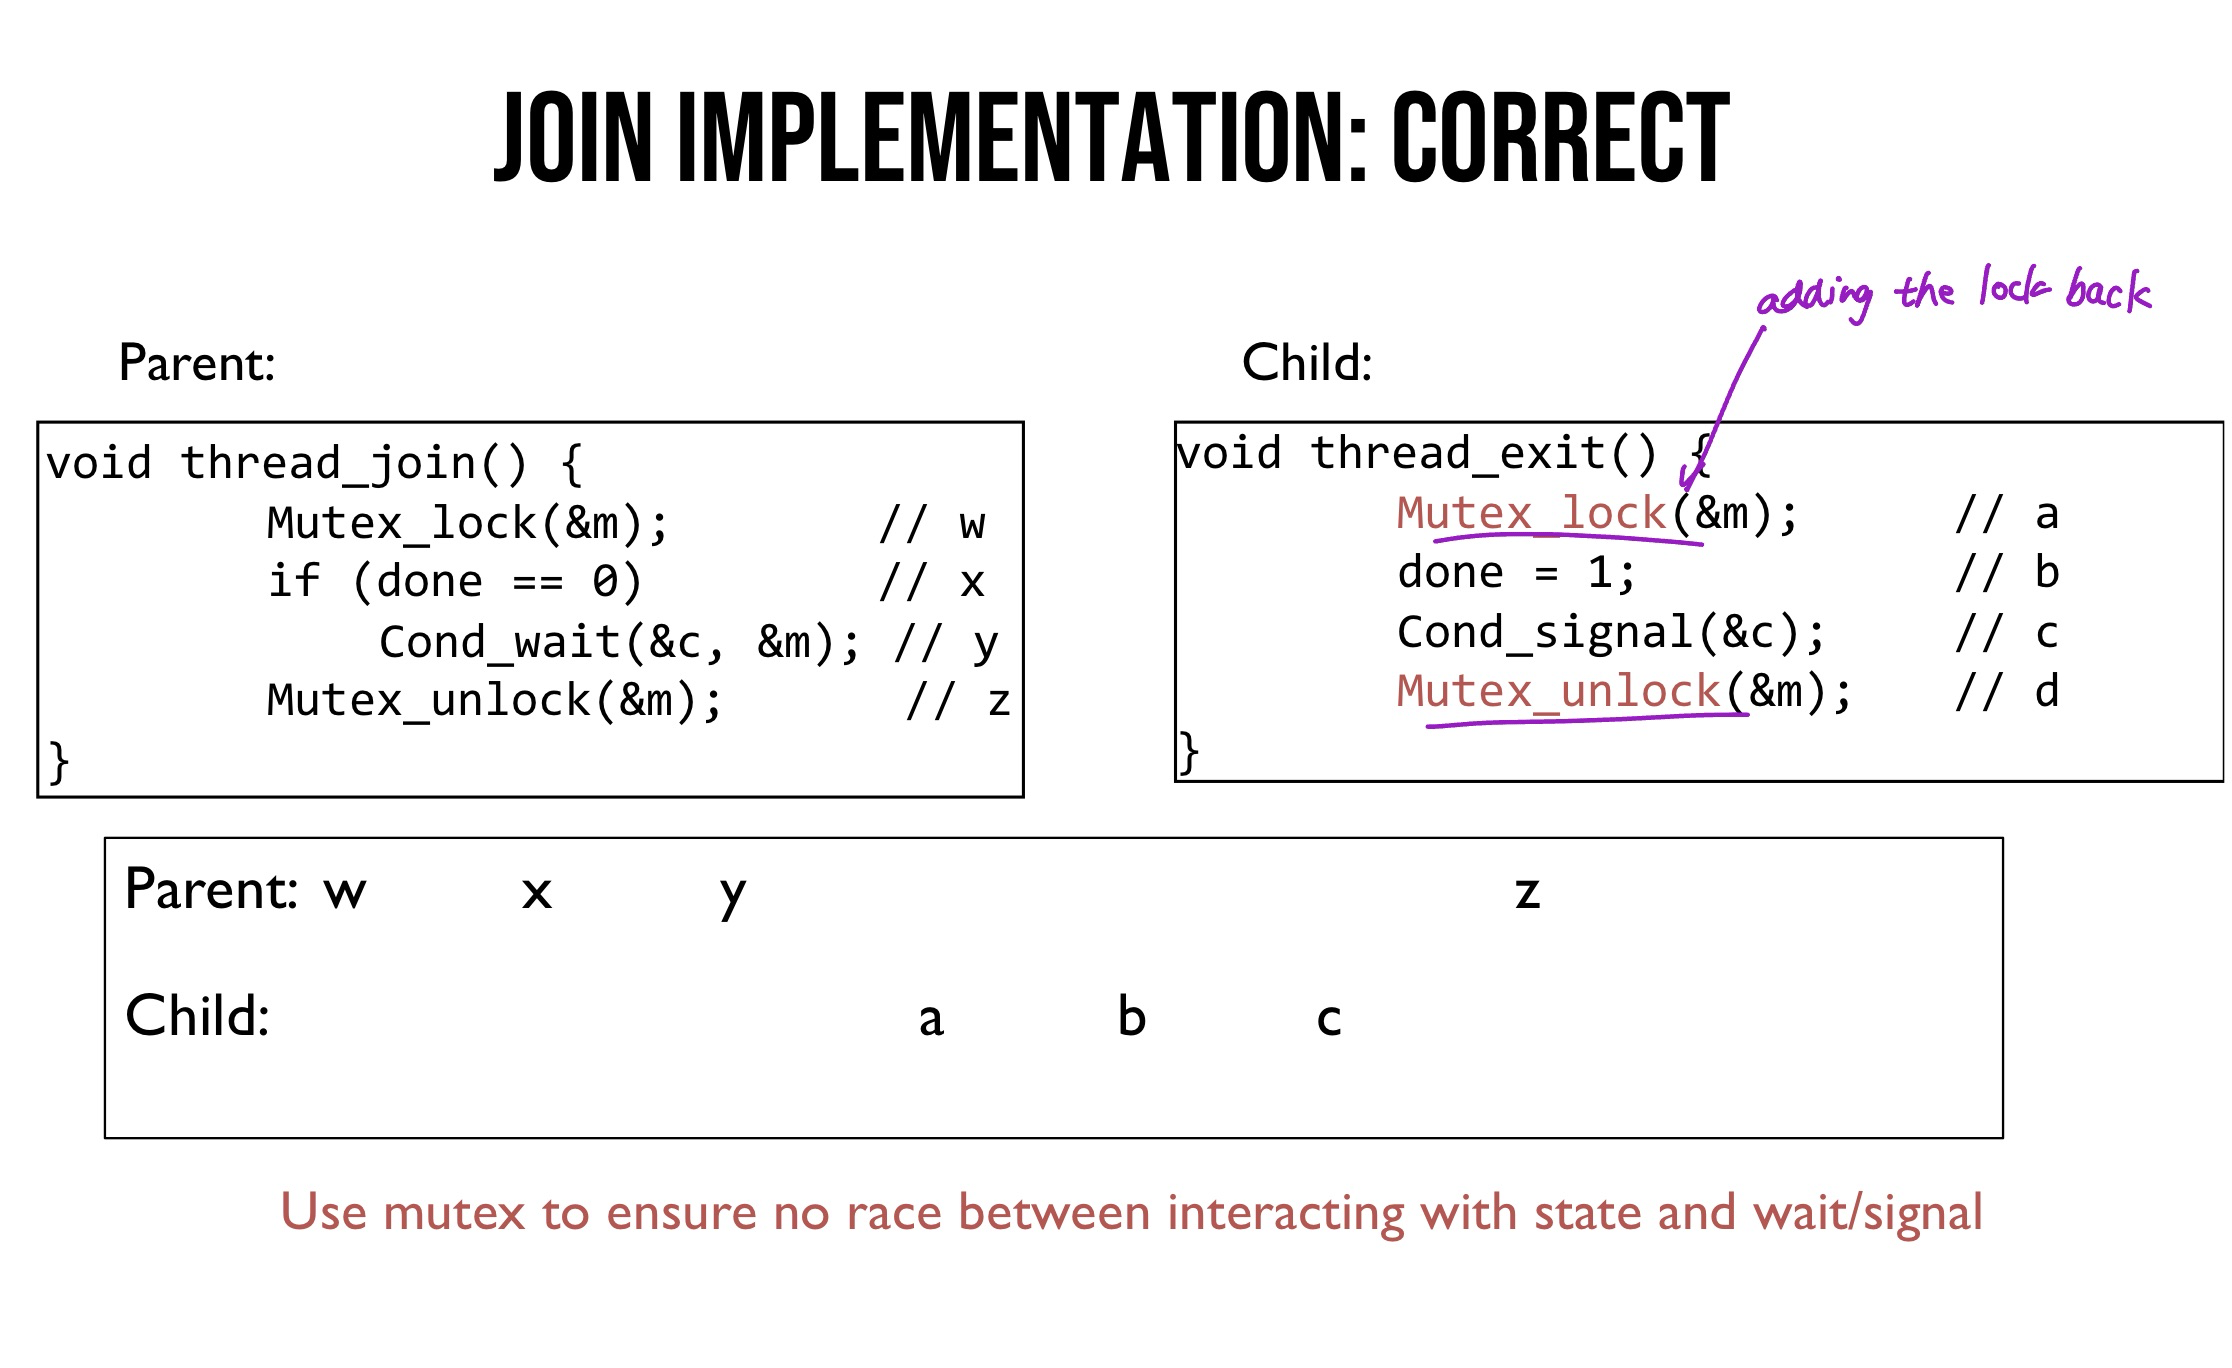 JOIN IMPLEMENTATION: CORRECT
adding the lock back
Parent:
void thread_join() {
Mutex_lock(&m); // w
if (done == 0) // x
Cond_wait(&c, &m); // y
Mutex_unlock(&m); // z
}
Child:
void thread_exit() {
Mutex_lock(&m); // a
done = 1; // b
Cond_signal(&c); // c
Mutex_unlock(&m); // d
}
Parent: w x y z
Child: a b c
Use mutex to ensure no race between interacting with state and wait/signal